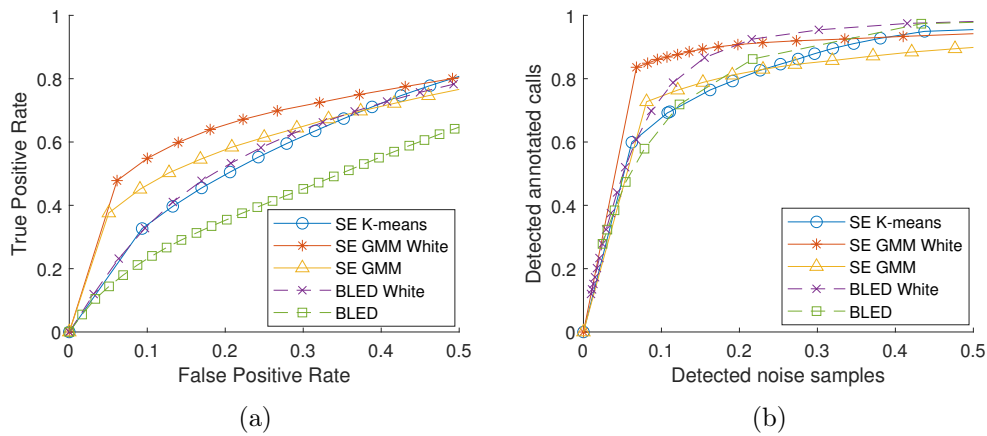 True Positive Rate
1
0.8
0.6
0.4
0.2
0
0 0.1 0.2 0.3 0.4 0.5
False Positive Rate
SE K-means
SE GMM White
SE GMM
BLED White
BLED
(a)
Detected annotated calls
1
0.8
0.6
0.4
0.2
0
0 0.1 0.2 0.3 0.4 0.5
Detected noise samples
SE K-means
SE GMM White
SE GMM
BLED White
BLED
(b)